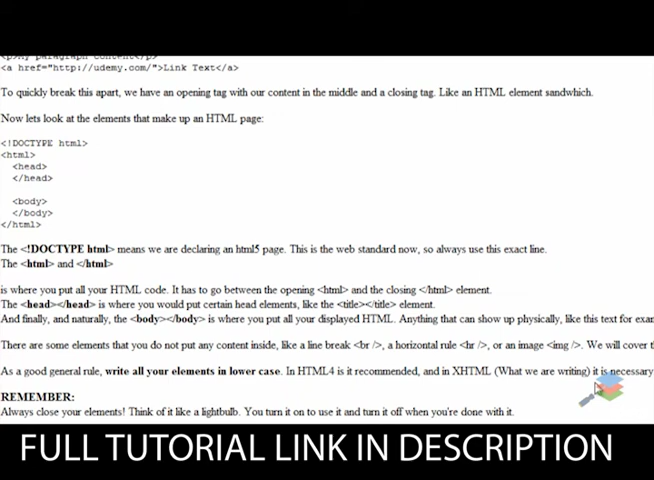 <p>My paragraph content</p>
<a href="http://udemy.com/">Link Text</a>
To quickly break this apart, we have an opening tag with our content in the middle and a closing tag. Like an HTML element sandwhich.
Now lets look at the elements that make up an HTML page:
<!DOCTYPE html>
<html>
<head>
</head>
<body>
</body>
</html>
The <!DOCTYPE html> means we are declaring an html5 page. This is the web standard now, so always use this exact line.
The <html> and </html>
is where you put all your HTML code. It has to go between the opening <html> and the closing </html> element.
The <head></head> is where you would put certain head elements, like the <title></title> element.
And finally, and naturally, the <body></body> is where you put all your displayed HTML. Anything that can show up physically, like this text for exam
There are some elements that you do not put any content inside, like a line break <br />, a horizontal rule <hr />, or an image <img />. We will cover t
As a good general rule, write all your elements in lower case. In HTML4 is it recommended, and in XHTML (What we are writing) it is necessary
REMEMBER:
Always close your elements! Think of it like a lightbulb. You turn it on to use it and turn it off when you're done with it.
FULL TUTORIAL LINK IN DESCRIPTION